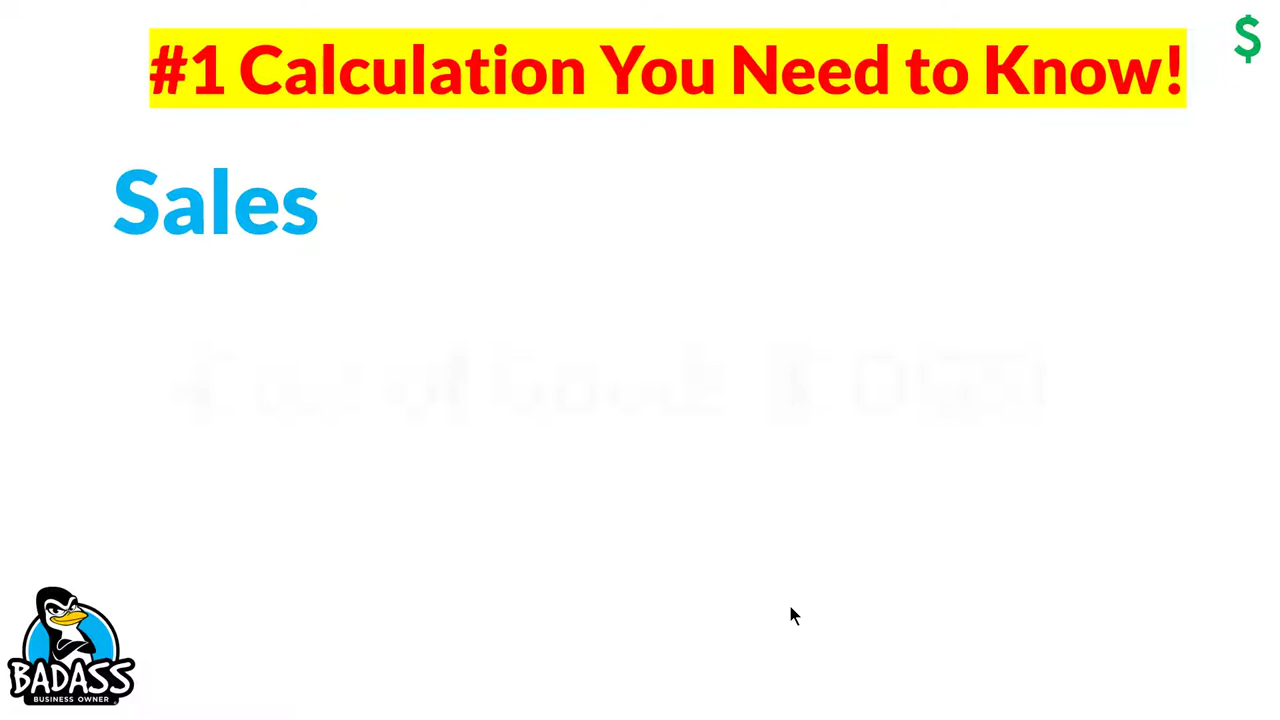 #1 Calculation You Need to Know!
$
Sales
BADASS
BUSINESS OWNER